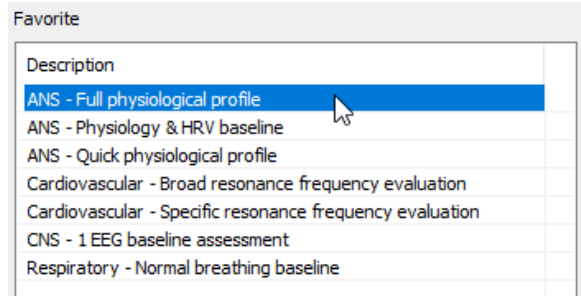 Favorite
Description
ANS - Full physiological profile
ANS - Physiology & HRV baseline
ANS - Quick physiological profile
Cardiovascular - Broad resonance frequency evaluation
Cardiovascular - Specific resonance frequency evaluation
CNS - 1 EEG baseline assessment
Respiratory - Normal breathing baseline